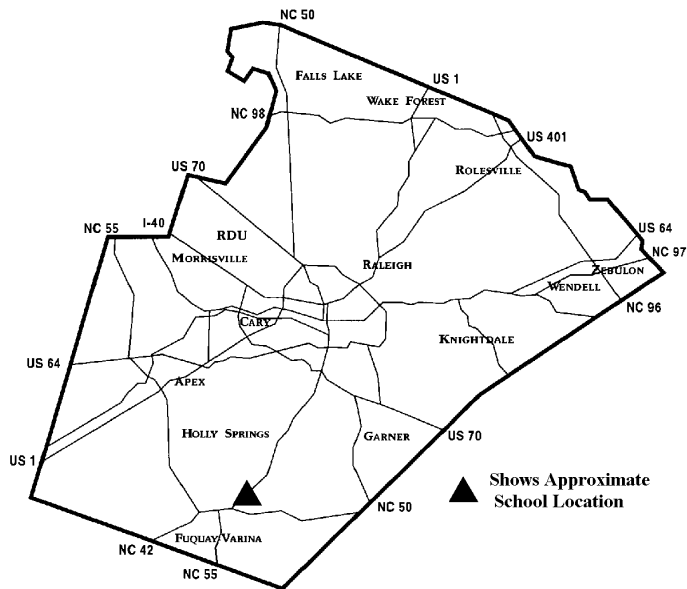 NC 50
FALLS LAKE
US 1
WAKE FOREST
NC 98
US 401
US 70
ROLESVILLE
NC 55
I-40
RDU
US 64
MORRISVILLE
RALEIGH
NC 97
ZEBULON
WENDELL
NC 96
CARY
KNIGHTDALE
US 64
APEX
HOLLY SPRINGS
GARNER
US 70
US 1
Shows Approximate
School Location
NC 50
FUQUAY VARINA
NC 42
NC 55